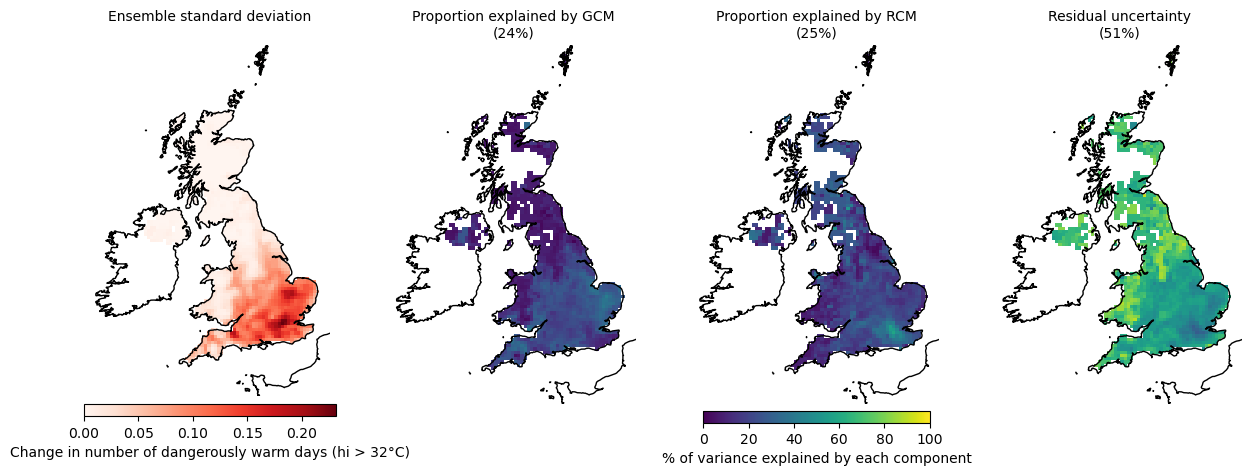 Ensemble standard deviation
Proportion explained by GCM
(24%)
Proportion explained by RCM
(25%)
Residual uncertainty
(51%)
0.00 0.05 0.10 0.15 0.20
Change in number of dangerously warm days (hi > 32°C)
0 20 40 60 80 100
% of variance explained by each component